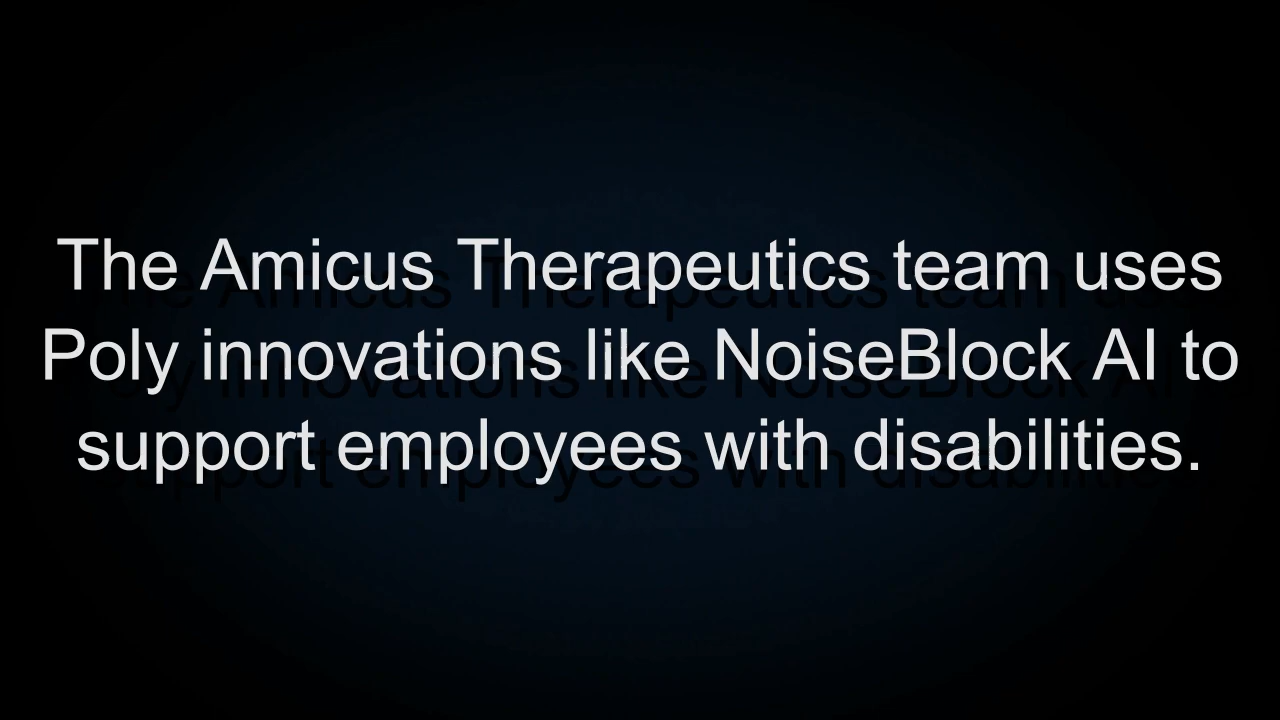 The Amicus Therapeutics team uses
Poly innovations like NoiseBlock AI to
support employees with disabilities.